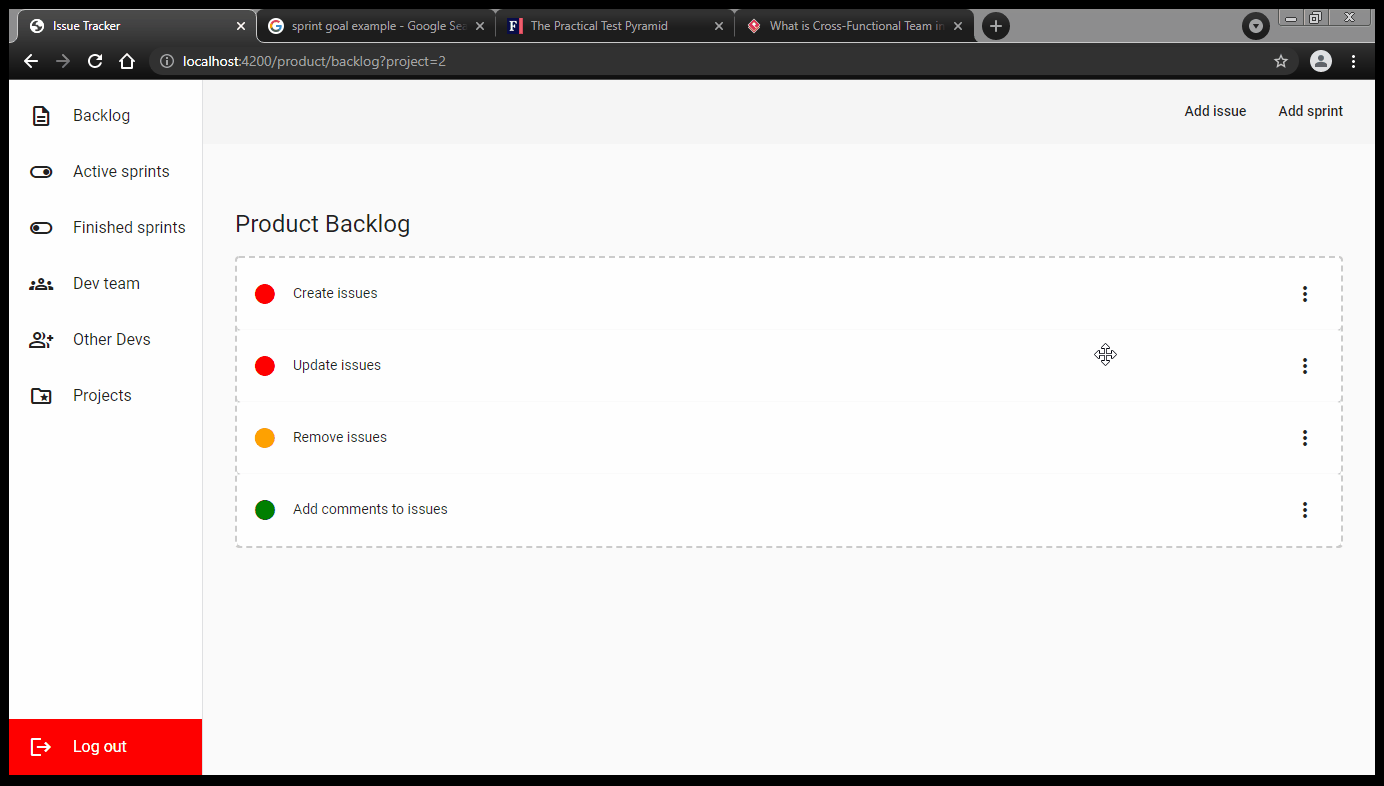 Issue Tracker
sprint goal example - Google Sea
The Practical Test Pyramid
What is Cross-Functional Team in
localhost:4200/product/backlog?project=2
Backlog
Active sprints
Finished sprints
Dev team
Other Devs
Projects
Log out
Add issue
Add sprint
Product Backlog
Create issues
Update issues
Remove issues
Add comments to issues